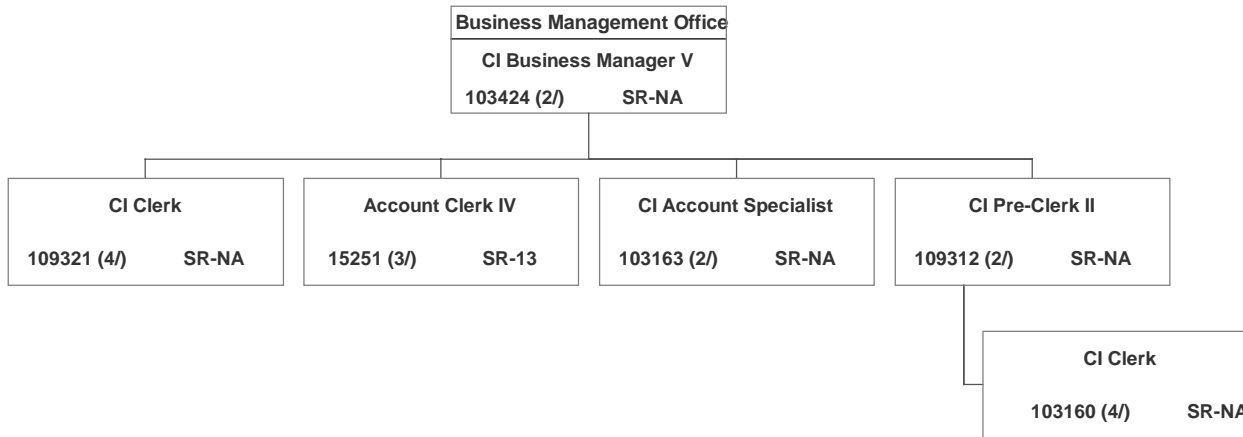 Business Management Office
CI Business Manager V
103424 (2/) SR-NA
CI Clerk
109321 (4/) SR-NA
Account Clerk IV
15251 (3/) SR-13
CI Account Specialist
103163 (2/) SR-NA
CI Pre-Clerk II
109312 (2/) SR-NA
CI Clerk
103160 (4/) SR-NA